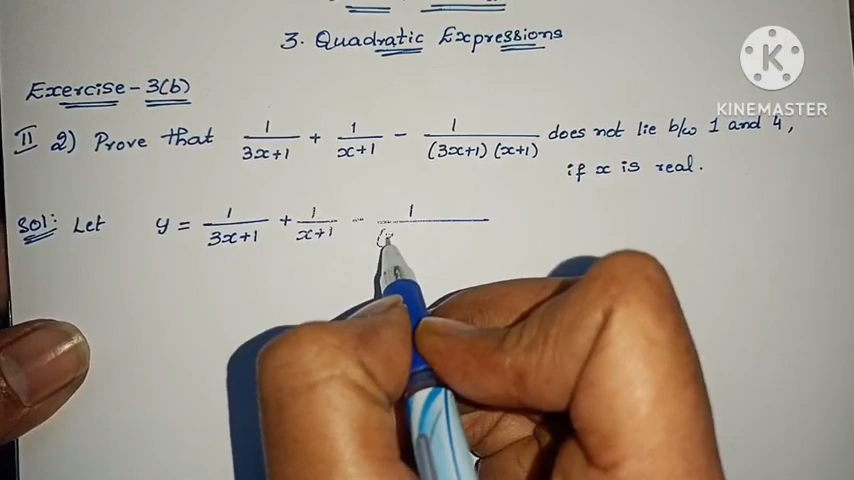 3. Quadratic Expressions
Exercise - 3(b)
II 2) Prove that 1/(3x+1) + 1/(x+1) - 1/((3x+1)(x+1)) does not lie b/w 1 and 4,
if x is real.
Sol: Let y = 1/(3x+1) + 1/(x+1) - 1/(
K
KINEMASTER